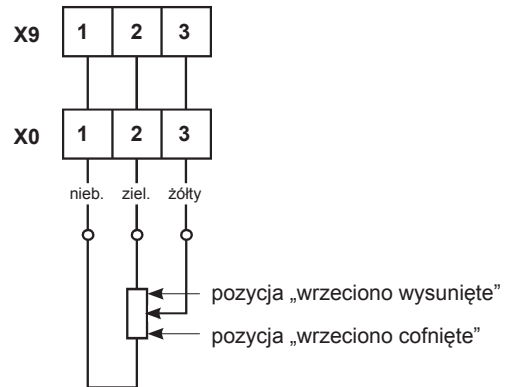 X9 1 2 3
X0 1 2 3
nieb. ziel. żółty
pozycja „wrzeciono wysunięte”
pozycja „wrzeciono cofnięte”